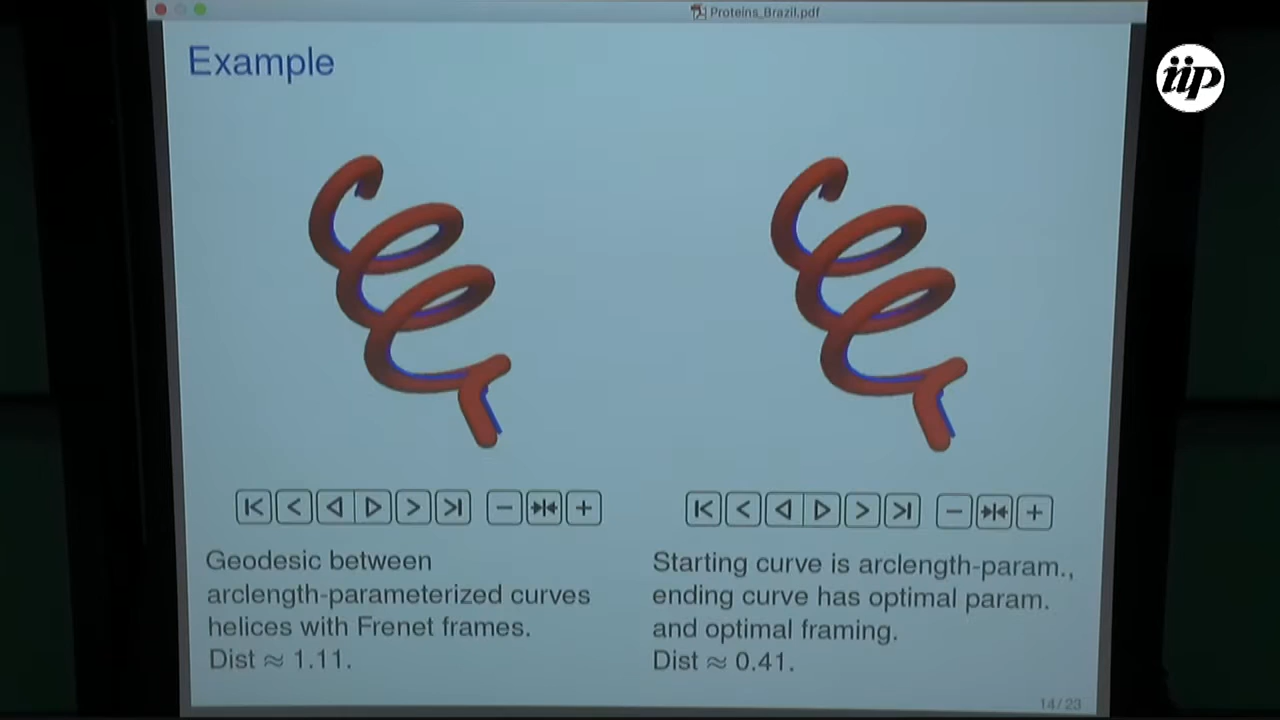 Proteins_Brazil.pdf
iip
Example
Geodesic between
arclength-parameterized curves
helices with Frenet frames.
Dist ≈ 1.11.
Starting curve is arclength-param.,
ending curve has optimal param.
and optimal framing.
Dist ≈ 0.41.
14/23